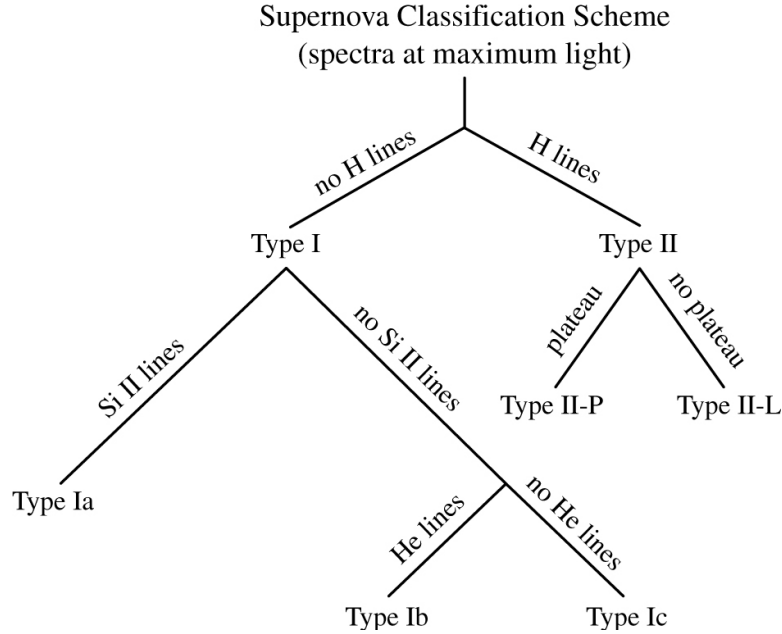 Supernova Classification Scheme
(spectra at maximum light)
no H lines
H lines
Type I
Type II
Si II lines
no Si II lines
plateau
no plateau
Type II-P
Type II-L
Type Ia
He lines
no He lines
Type Ib
Type Ic